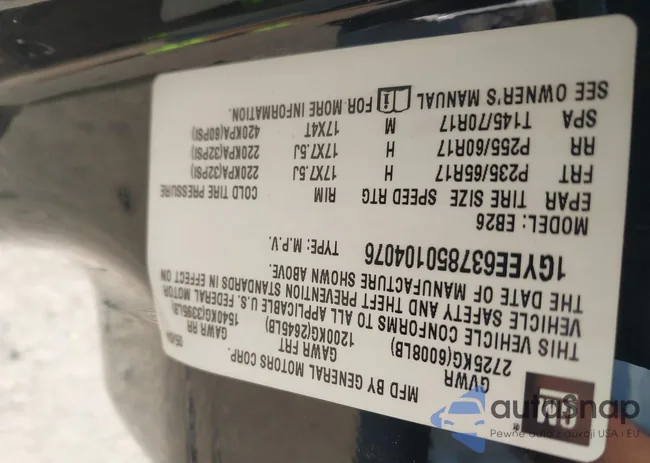 GM
MFD BY GENERAL MOTORS CORP.
GVWR GAWR FRT GAWR RR
2725KG(6008LB) 1200KG(2646LB) 1540KG(3395LB)
THIS VEHICLE CONFORMS TO ALL APPLICABLE U.S. FEDERAL MOTOR
VEHICLE SAFETY AND THEFT PREVENTION STANDARDS IN EFFECT ON
THE DATE OF MANUFACTURE SHOWN ABOVE.
1GYEE637850104076 TYPE: M.P.V.
MODEL: EB26
EPAR TIRE SIZE SPEED RTG RIM COLD TIRE PRESSURE
FRT P235/65R17 H 17X7.5J 220KPA(32PSI)
RR P255/60R17 H 17X7.5J 220KPA(32PSI)
SPA T145/70R17 M 17X4T 420KPA(60PSI)
SEE OWNER'S MANUAL FOR MORE INFORMATION.
autasnap
Pewne auta z aukcji USA i EU